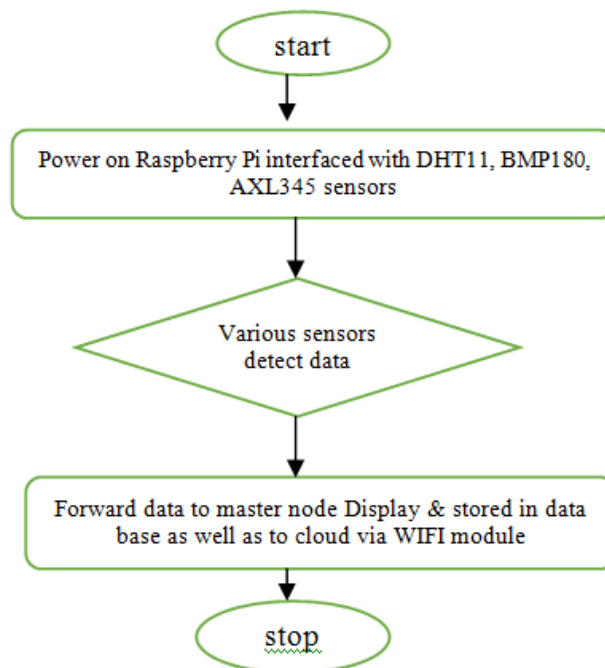 start
Power on Raspberry Pi interfaced with DHT11, BMP180,
AXL345 sensors
Various sensors
detect data
Forward data to master node Display & stored in data
base as well as to cloud via WIFI module
stop